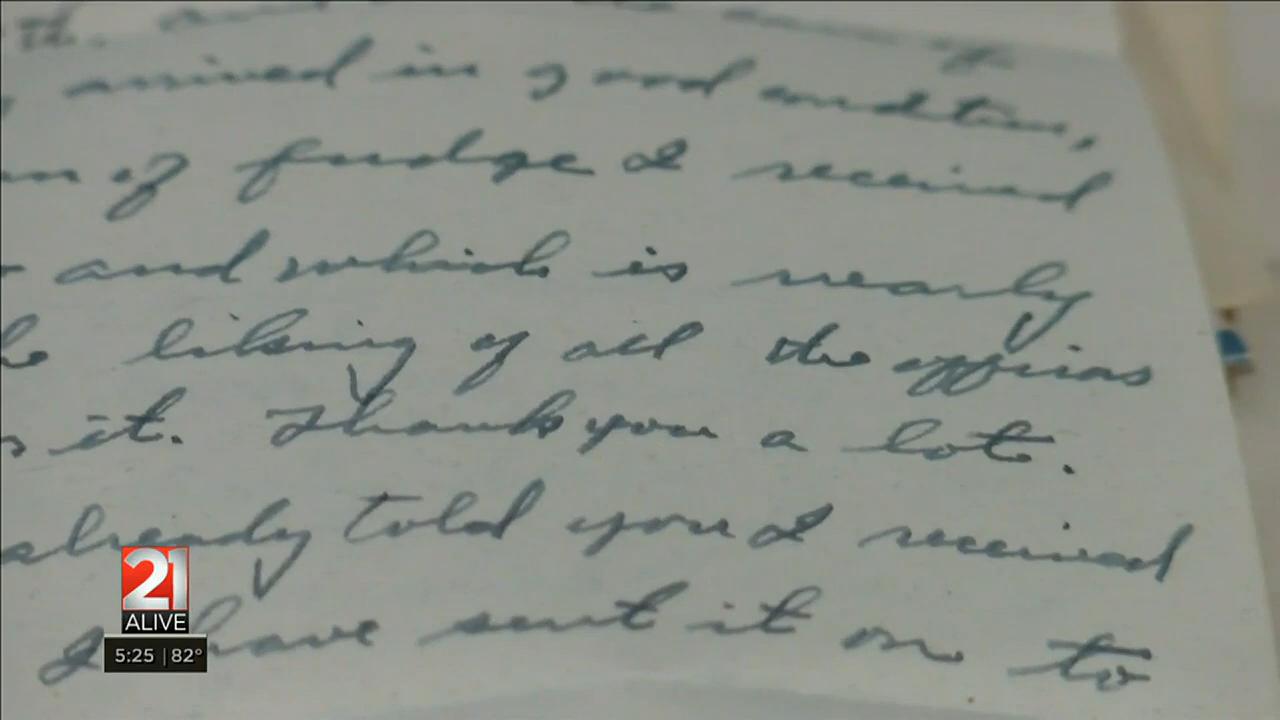 arrived in good condition,
of fudge I received
and which is nearly
liking of all the officers
it. Thank you a lot.
already told you I received
I have sent it on to
21
ALIVE
5:25 | 82°